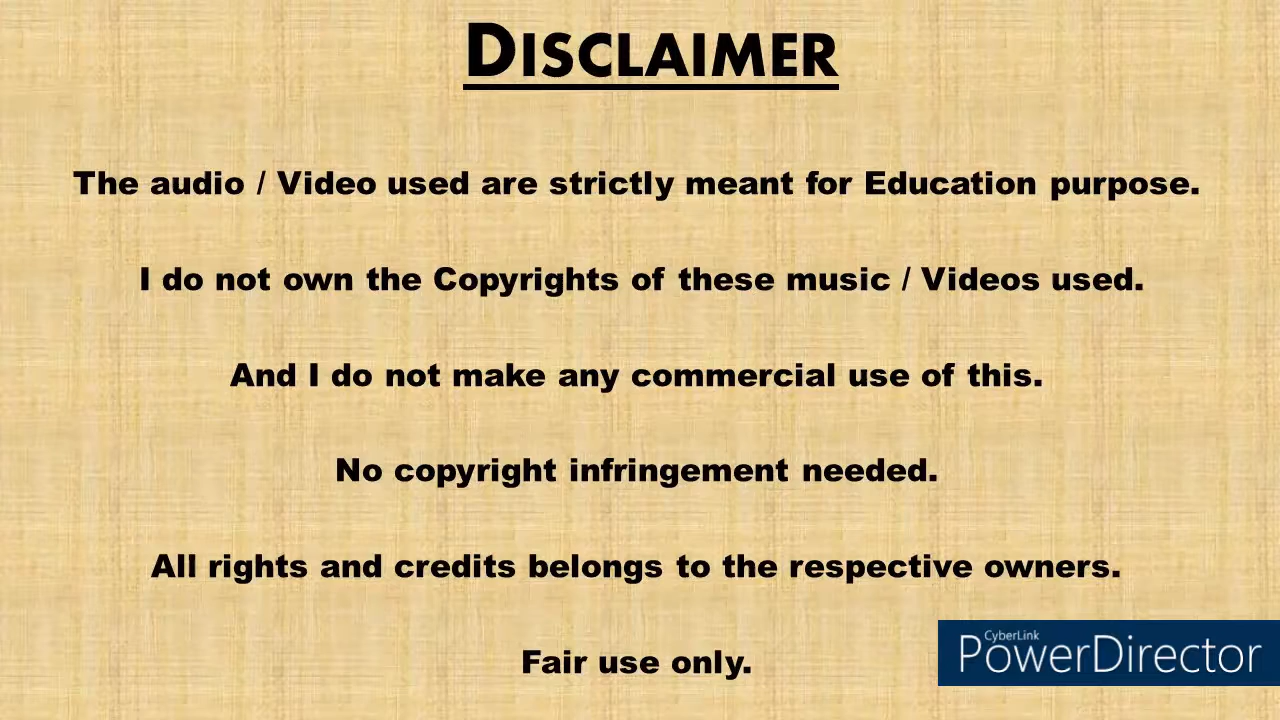 DISCLAIMER
The audio / Video used are strictly meant for Education purpose.
I do not own the Copyrights of these music / Videos used.
And I do not make any commercial use of this.
No copyright infringement needed.
All rights and credits belongs to the respective owners.
Fair use only.
CyberLink
PowerDirector